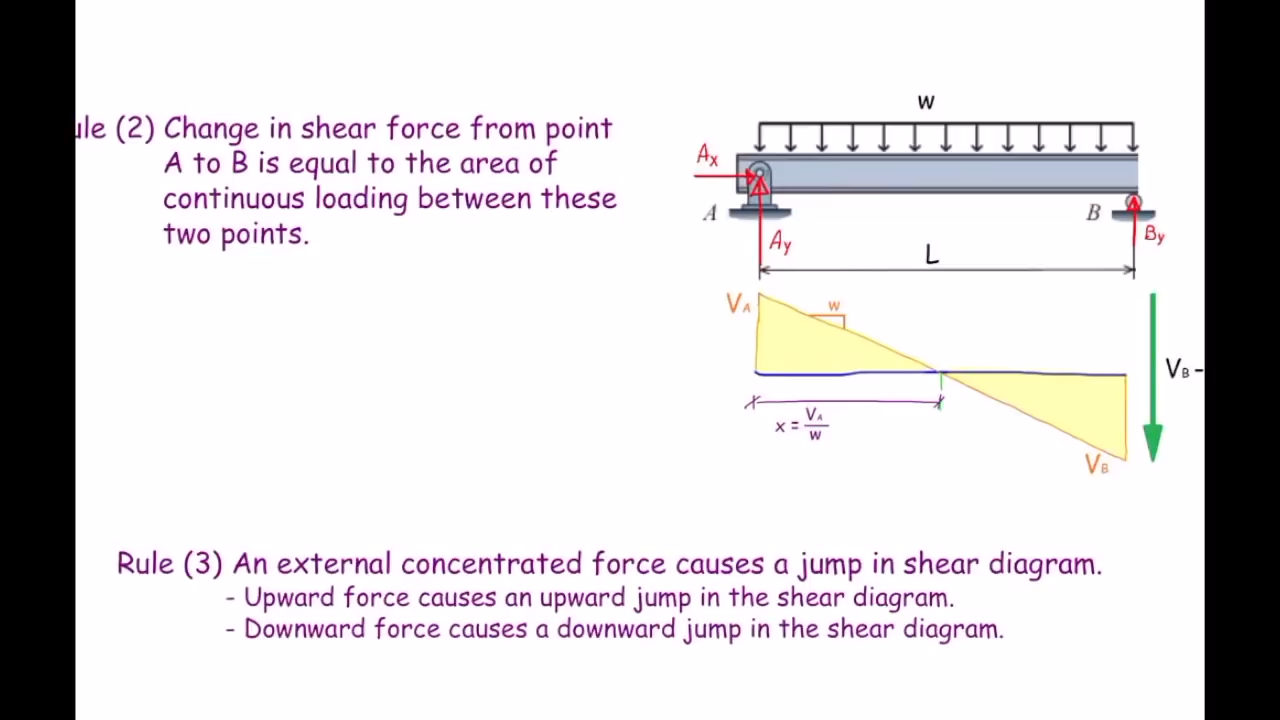 ule (2) Change in shear force from point
A to B is equal to the area of
continuous loading between these
two points.
w
Ax
A
Ay
B
By
L
VA
w
x = VA/w
VB
VB -
Rule (3) An external concentrated force causes a jump in shear diagram.
- Upward force causes an upward jump in the shear diagram.
- Downward force causes a downward jump in the shear diagram.